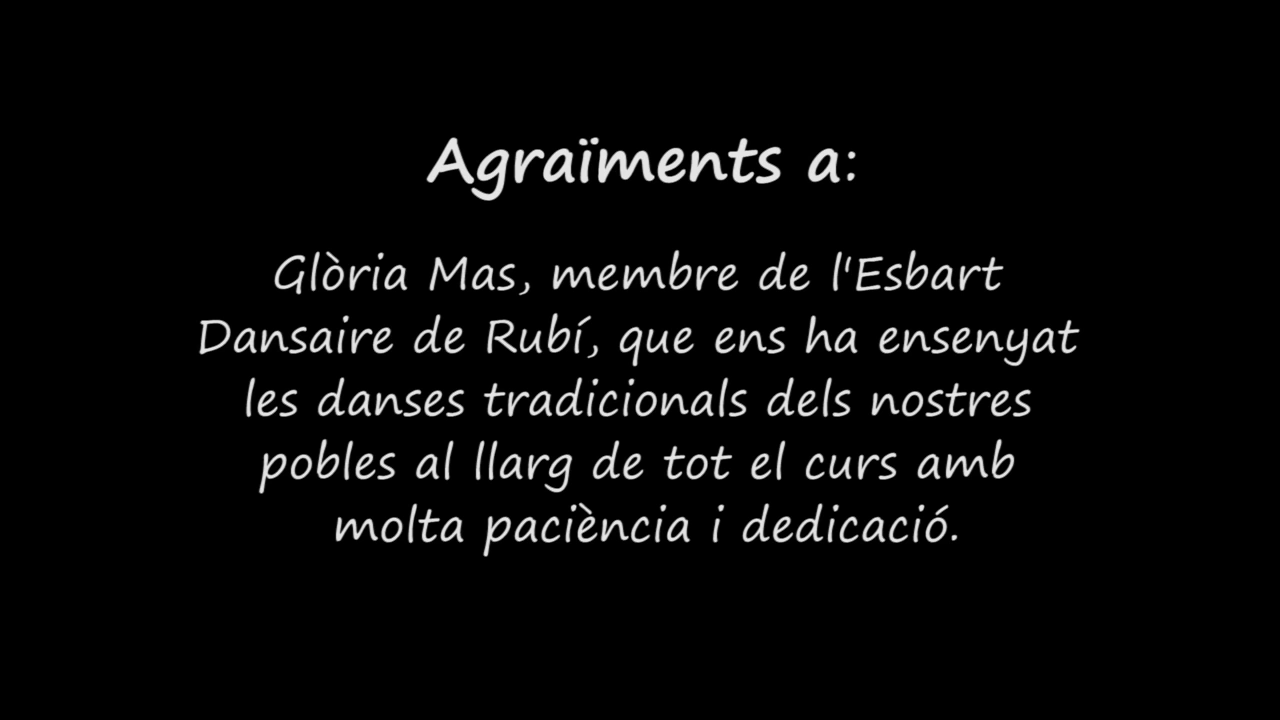 Agraïments a:
Glòria Mas, membre de l'Esbart
Dansaire de Rubí, que ens ha ensenyat
les danses tradicionals dels nostres
pobles al llarg de tot el curs amb
molta paciència i dedicació.